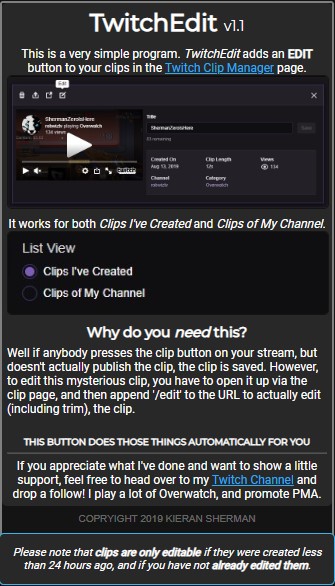 TwitchEdit v1.1
This is a very simple program. TwitchEdit adds an EDIT
button to your clips in the Twitch Clip Manager page.
Edit
ShermanZeroIsHere
playing Overwatch
134 views
Title
ShermanZeroIsHere
remaining
Created On
Clip Length
Views
Aug 13, 2019
12s
134
Channel
Category
Overwatch
It works for both Clips I've Created and Clips of My Channel.
List View
Clips I've Created
Clips of My Channel
Why do you need this?
Well if anybody presses the clip button on your stream, but
doesn't actually publish the clip, the clip is saved. However,
to edit this mysterious clip, you have to open it up via the
clip page, and then append '/edit' to the URL to actually edit
(including trim), the clip.
THIS BUTTON DOES THOSE THINGS AUTOMATICALLY FOR YOU
If you appreciate what I've done and want to show a little
support, feel free to head over to my Twitch Channel and
drop a follow! I play a lot of Overwatch, and promote PMA.
COPYRIGHT 2019 KIERAN SHERMAN
Please note that clips are only editable if they were created less
than 24 hours ago, and if you have not already edited them.